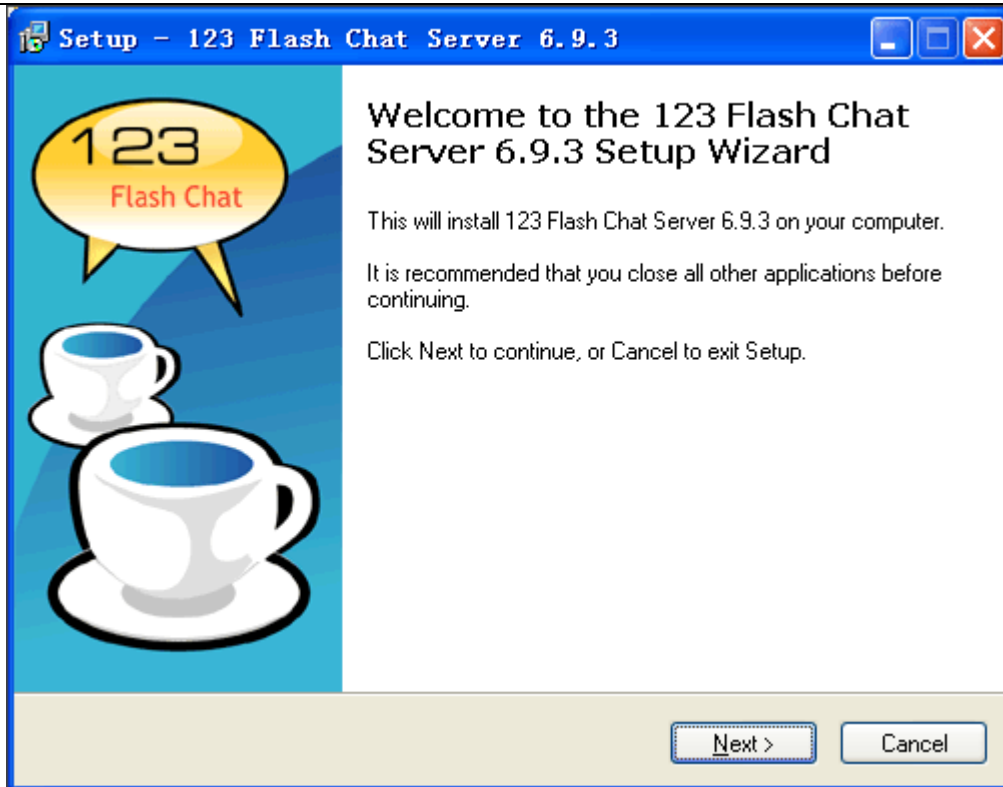 Setup - 123 Flash Chat Server 6.9.3
123
Flash Chat
Welcome to the 123 Flash Chat
Server 6.9.3 Setup Wizard
This will install 123 Flash Chat Server 6.9.3 on your computer.
It is recommended that you close all other applications before
continuing.
Click Next to continue, or Cancel to exit Setup.
Next >
Cancel